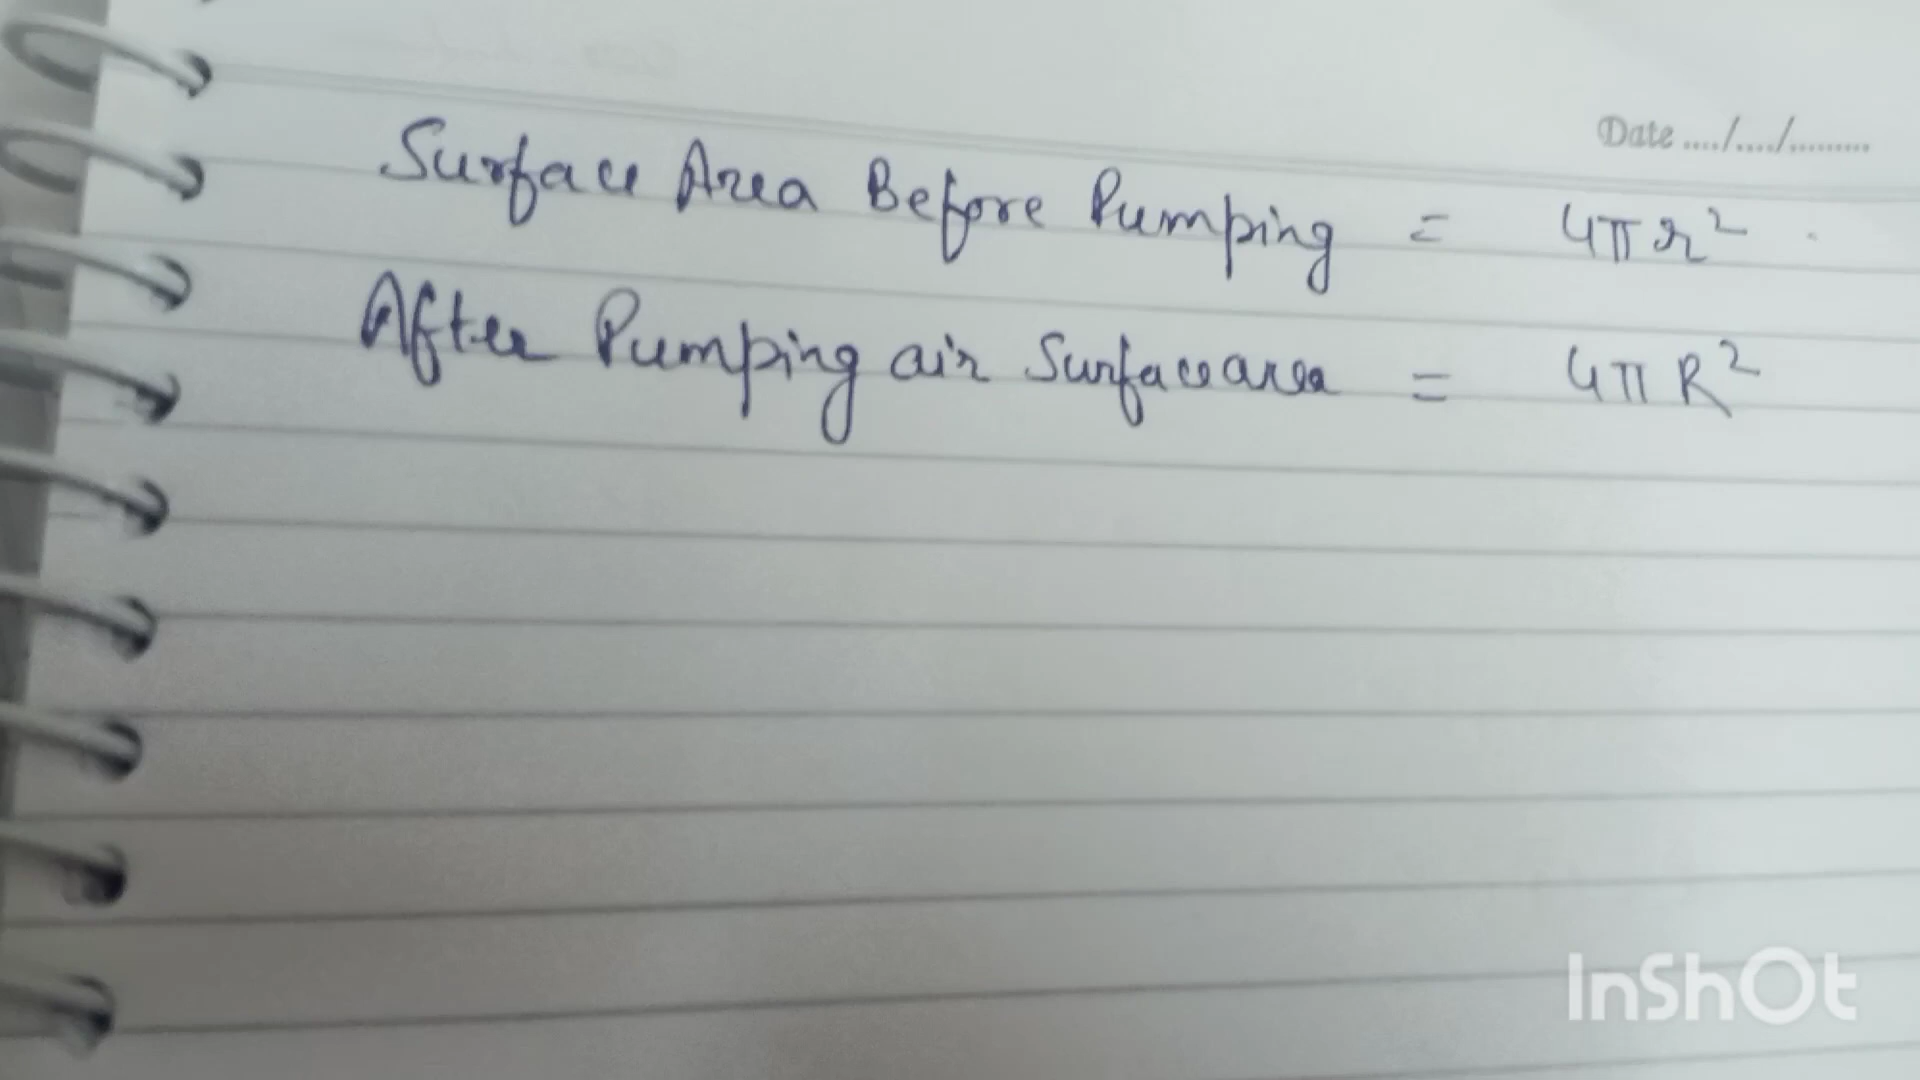 Date ..../..../.........
Surface Area Before Pumping = 4πr²
After Pumping air Surface area = 4πR²
InShOt